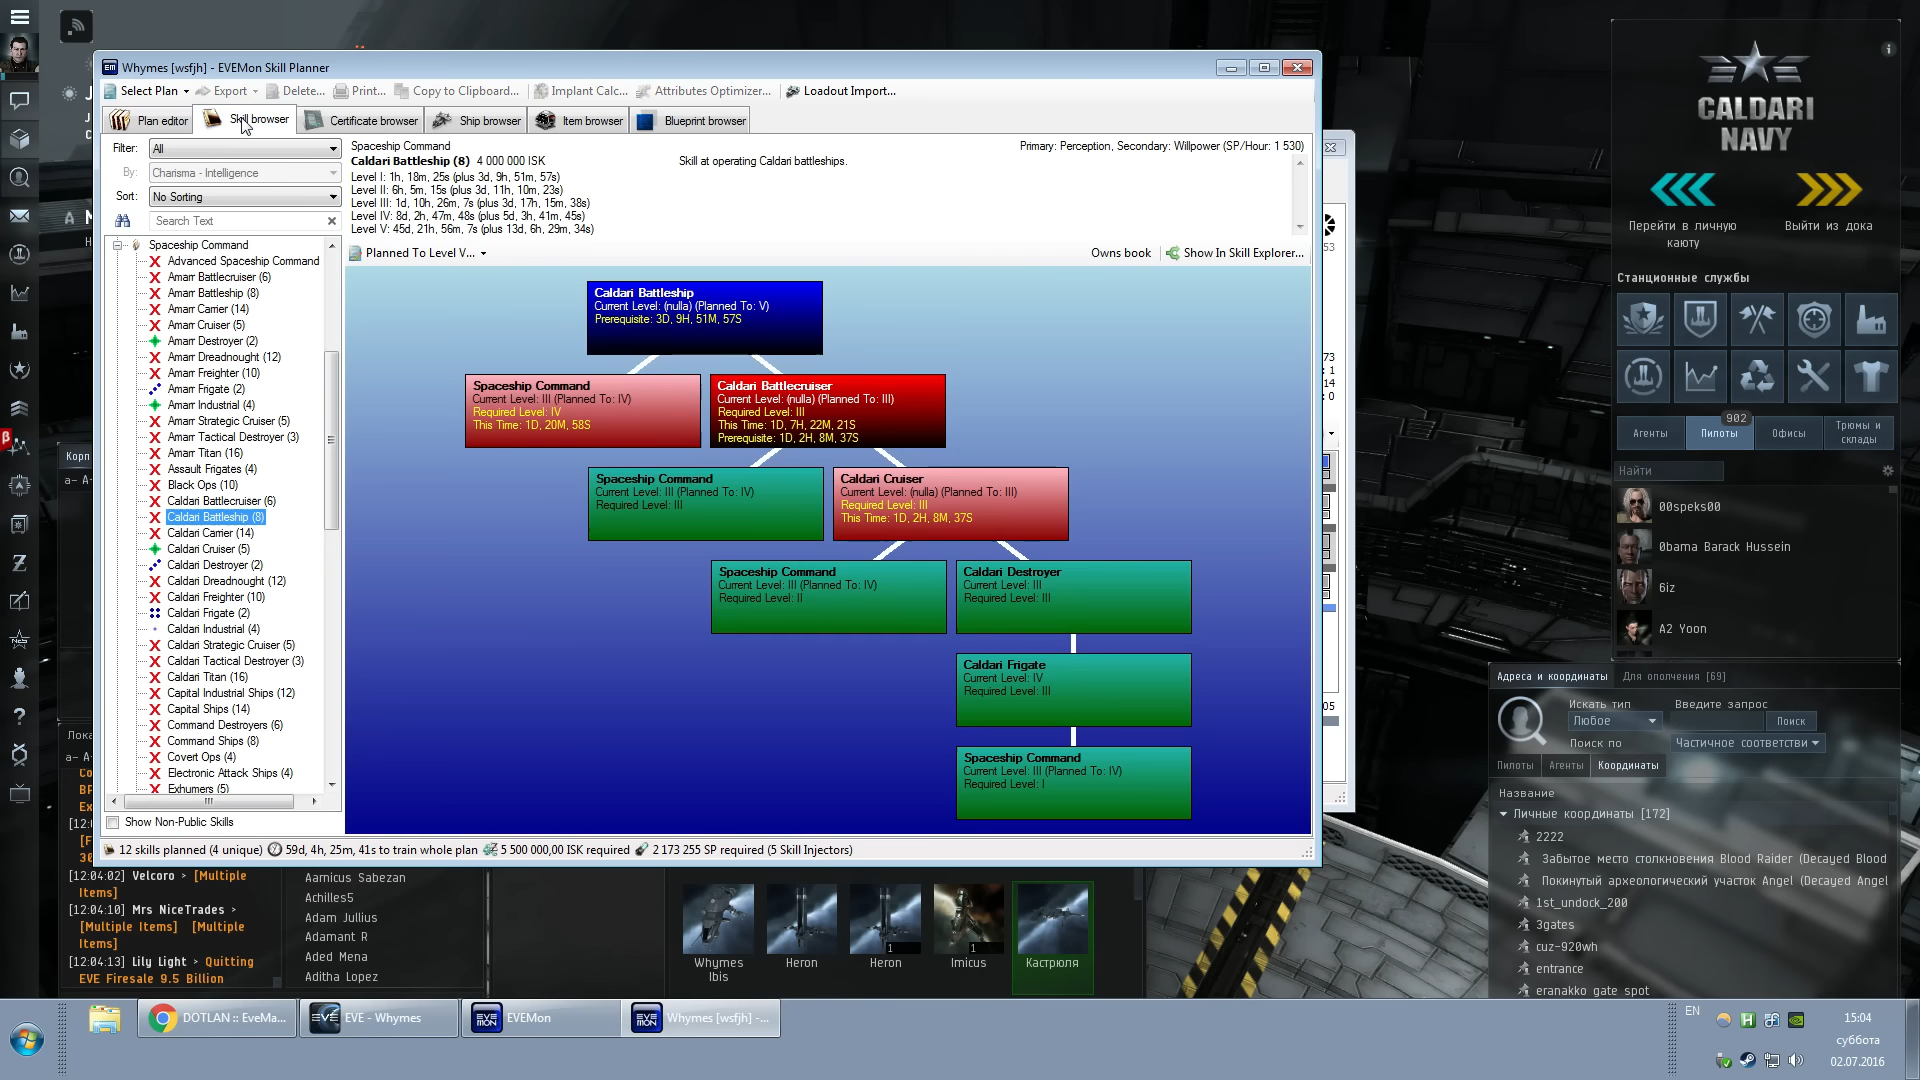 Whymes [wsfjh] - EVEMon Skill Planner
Select Plan
Export
Delete...
Print...
Copy to Clipboard...
Implant Calc...
Attributes Optimizer...
Loadout Import...
Plan editor
Skill browser
Certificate browser
Ship browser
Item browser
Blueprint browser
Filter:
All
By:
Charisma - Intelligence
Sort:
No Sorting
Search Text
Spaceship Command
Advanced Spaceship Command
Amarr Battlecruiser (6)
Amarr Battleship (8)
Amarr Carrier (14)
Amarr Cruiser (5)
Amarr Destroyer (2)
Amarr Dreadnought (12)
Amarr Freighter (10)
Amarr Frigate (2)
Amarr Industrial (4)
Amarr Strategic Cruiser (5)
Amarr Tactical Destroyer (3)
Amarr Titan (16)
Assault Frigates (4)
Black Ops (10)
Caldari Battlecruiser (6)
Caldari Battleship (8)
Caldari Carrier (14)
Caldari Cruiser (5)
Caldari Destroyer (2)
Caldari Dreadnought (12)
Caldari Freighter (10)
Caldari Frigate (2)
Caldari Industrial (4)
Caldari Strategic Cruiser (5)
Caldari Tactical Destroyer (3)
Caldari Titan (16)
Capital Industrial Ships (12)
Capital Ships (14)
Command Destroyers (6)
Command Ships (8)
Covert Ops (4)
Electronic Attack Ships (4)
Exhumers (5)
Show Non-Public Skills
Spaceship Command
Caldari Battleship (8) 4 000 000 ISK
Level I: 1h, 18m, 25s (plus 3d, 9h, 51m, 57s)
Level II: 6h, 5m, 15s (plus 3d, 11h, 10m, 23s)
Level III: 1d, 10h, 26m, 7s (plus 3d, 17h, 15m, 38s)
Level IV: 8d, 2h, 47m, 48s (plus 5d, 3h, 41m, 45s)
Level V: 45d, 21h, 56m, 7s (plus 13d, 6h, 29m, 34s)
Skill at operating Caldari battleships.
Primary: Perception, Secondary: Willpower (SP/Hour: 1 530)
Planned To Level V...
Owns book
Show In Skill Explorer...
Caldari Battleship
Current Level: (nulla) (Planned To: V)
Prerequisite: 3D, 9H, 51M, 57S
Spaceship Command
Current Level: III (Planned To: IV)
Required Level: IV
This Time: 1D, 20M, 58S
Caldari Battlecruiser
Current Level: (nulla) (Planned To: III)
Required Level: III
This Time: 1D, 7H, 22M, 21S
Prerequisite: 1D, 2H, 8M, 37S
Spaceship Command
Current Level: III (Planned To: IV)
Required Level: III
Caldari Cruiser
Current Level: (nulla) (Planned To: III)
Required Level: III
This Time: 1D, 2H, 8M, 37S
Spaceship Command
Current Level: III (Planned To: IV)
Required Level: II
Caldari Destroyer
Current Level: III
Required Level: III
Caldari Frigate
Current Level: IV
Required Level: III
Spaceship Command
Current Level: III (Planned To: IV)
Required Level: I
12 skills planned (4 unique)
59d, 4h, 25m, 41s to train whole plan
5 500 000,00 ISK required
2 173 255 SP required (5 Skill Injectors)
CALDARI
NAVY
Перейти в личную
каюту
Выйти из дока
Станционные службы
902
Агенты
Пилоты
Офисы
Трюмы и
склады
Найти
00speks00
0bama Barack Hussein
6iz
A2 Yoon
Адреса и координаты
Для ополчения [69]
Искать тип
Введите запрос
Любое
Поиск
Поиск по
Частичное соответстви
Пилоты
Агенты
Координаты
Название
Личные координаты [172]
2222
Забытое место столкновения Blood Raider (Decayed Blood
Покинутый археологический участок Angel (Decayed Angel
1st_undock_200
3gates
cuz-920wh
entrance
eranakko gate spot
Корп
Лока
[12:04:02] Velcoro > [Multiple
Items]
[12:04:10] Mrs NiceTrades >
[Multiple Items] [Multiple
Items]
[12:04:13] Lily Light > Quitting
EVE Firesale 9.5 Billion
Aarnicus Sabezan
Achilles5
Adam Jullius
Adamant R
Aded Mena
Aditha Lopez
Whymes
Ibis
Heron
1
Heron
1
Imicus
Кастрюля
DOTLAN :: EveMa...
EVE - Whymes
EVEMon
Whymes [wsfjh] -...
EN
15:04
суббота
02.07.2016